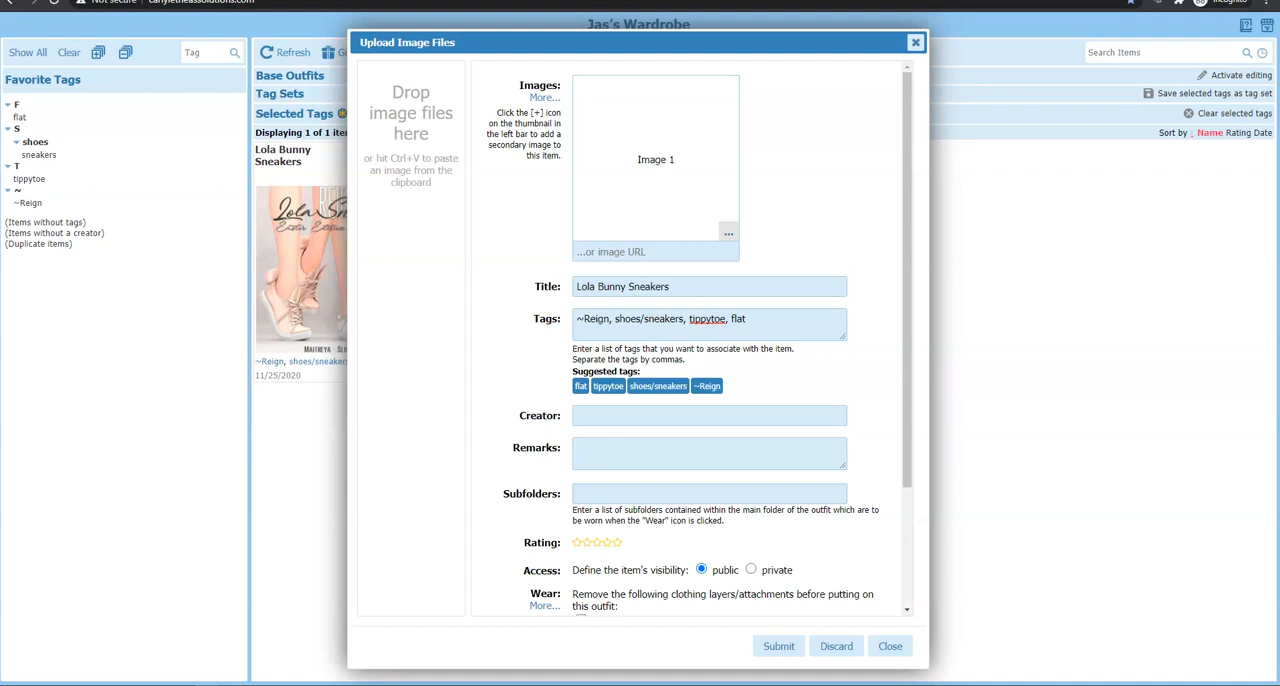 Not secure
Incognito
Jas's Wardrobe
Show All Clear
Tag
Favorite Tags
F
flat
S
shoes
sneakers
T
tippytoe
~
~Reign
(Items without tags)
(Items without a creator)
(Duplicate items)
Refresh
Base Outfits
Tag Sets
Selected Tags
Displaying 1 of 1
Lola Bunny
Sneakers
Lola
Easter Edition
MAITREYA
~Reign, shoes/sneakers
11/25/2020
Upload Image Files
Drop
image files
here
or hit Ctrl+V to paste
an image from the
clipboard
Images:
More...
Click the [+] icon
on the thumbnail in
the left bar to add a
secondary image to
this item.
Image 1
...
...or image URL
Title: Lola Bunny Sneakers
Tags: ~Reign, shoes/sneakers, tippytoe, flat
Enter a list of tags that you want to associate with the item.
Separate the tags by commas.
Suggested tags:
flat tippytoe shoes/sneakers ~Reign
Creator:
Remarks:
Subfolders:
Enter a list of subfolders contained within the main folder of the outfit which are to
be worn when the "Wear" icon is clicked.
Rating:
Access: Define the item's visibility: public private
Wear: Remove the following clothing layers/attachments before putting on
More... this outfit:
Submit Discard Close
Search Items
Activate editing
Save selected tags as tag set
Clear selected tags
Sort by Name Rating Date